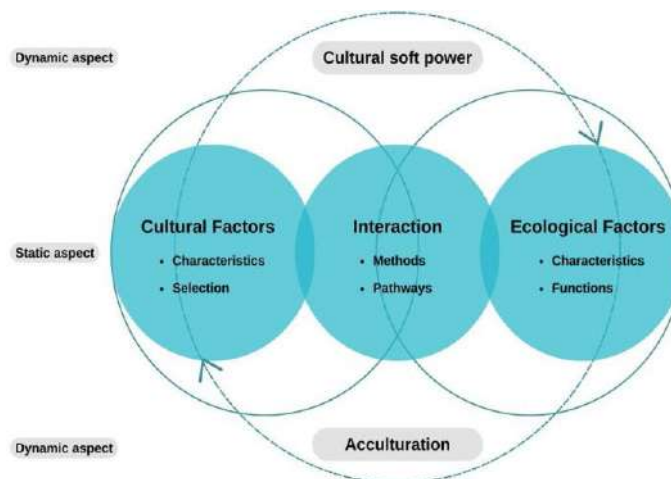 Dynamic aspect
Cultural soft power
Cultural Factors
• Characteristics
• Selection
Interaction
• Methods
• Pathways
Ecological Factors
• Characteristics
• Functions
Static aspect
Dynamic aspect
Acculturation